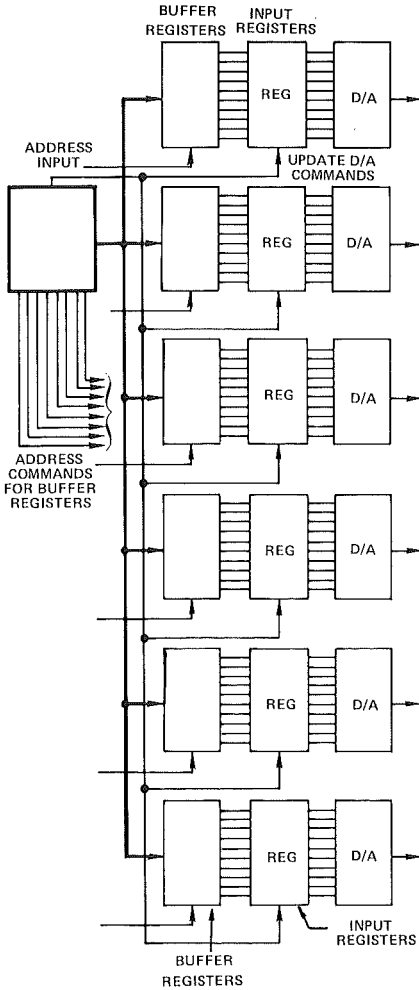 BUFFER
REGISTERS
INPUT
REGISTERS
REG
D/A
ADDRESS
INPUT
UPDATE D/A
COMMANDS
REG
D/A
REG
D/A
ADDRESS
COMMANDS
FOR BUFFER
REGISTERS
REG
D/A
REG
D/A
REG
D/A
INPUT
REGISTERS
BUFFER
REGISTERS